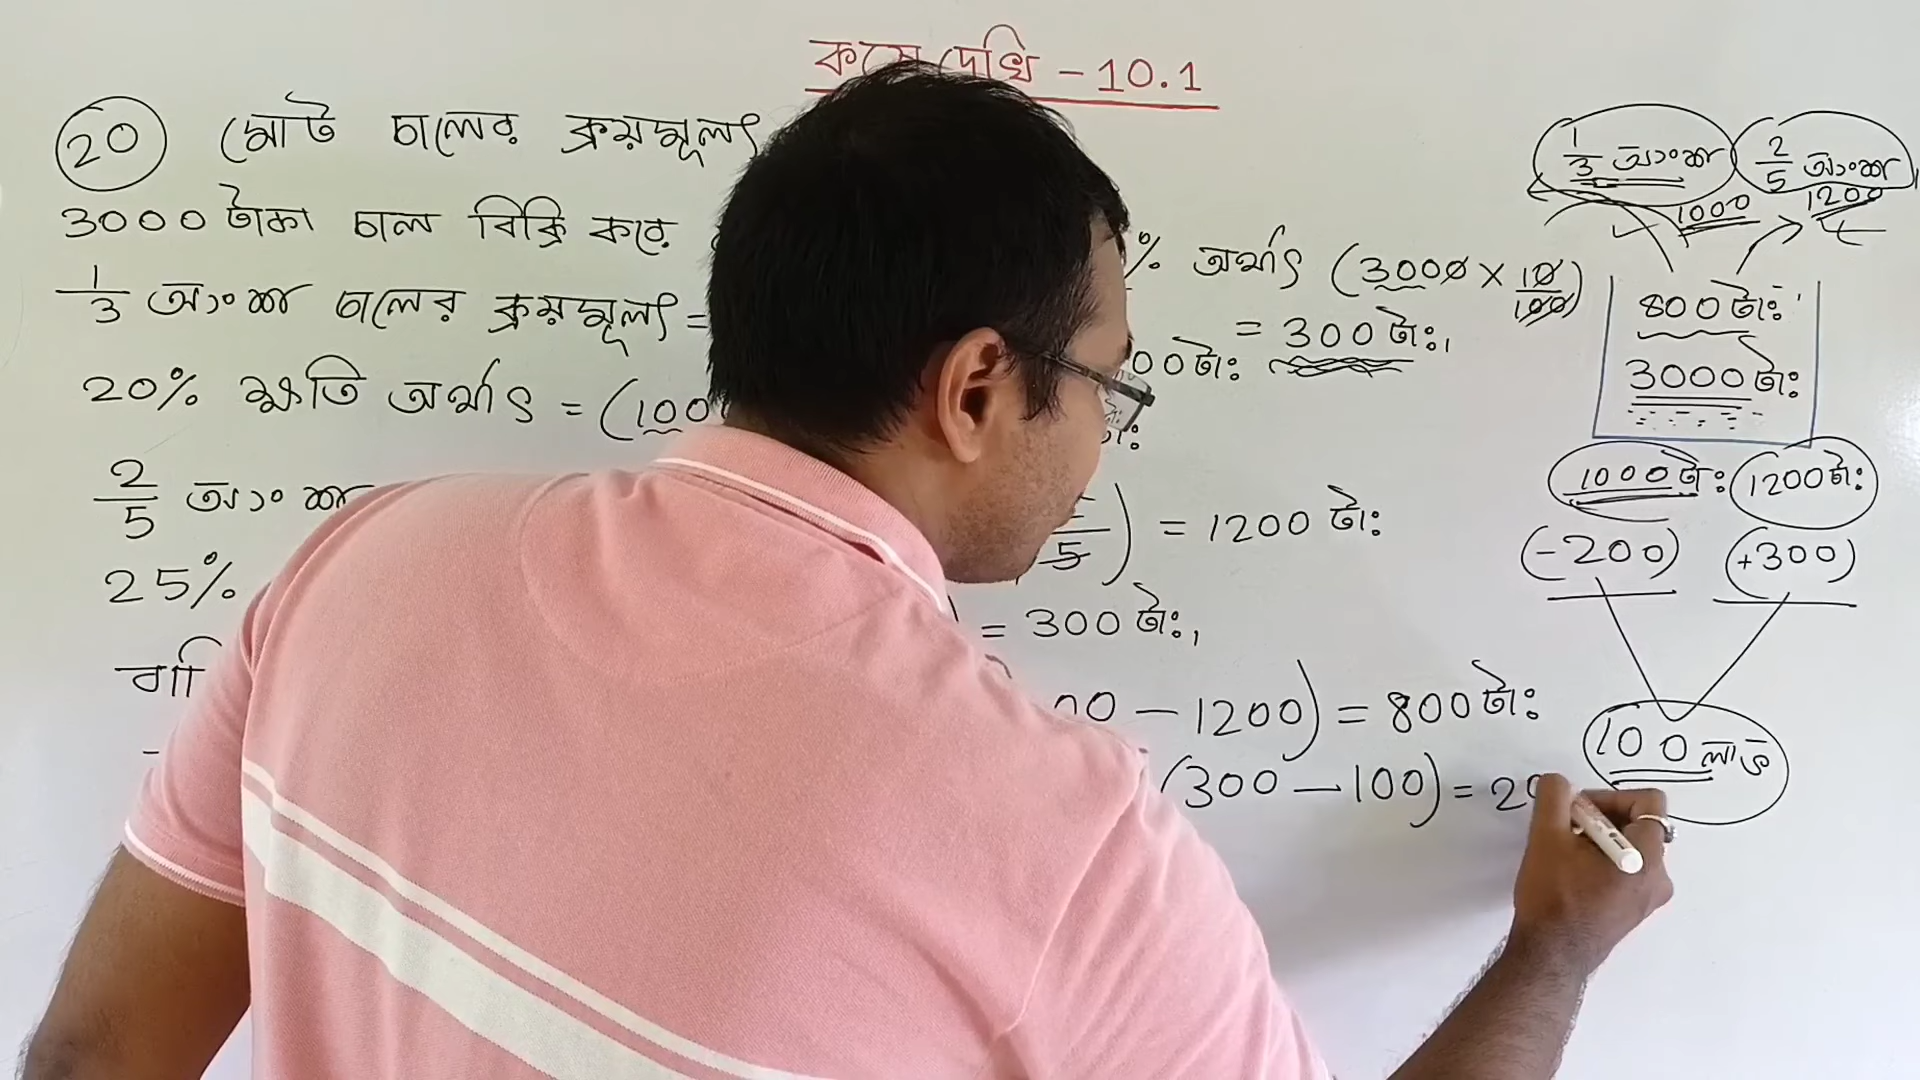 কষে দেখি - 10.1
20 মোট চালের ক্রয়মূল্য
3000 টাকা চাল বিক্রি করে
% অর্থাৎ (3000 × 10/100)
= 300 টাঃ,
1/3 অংশ চালের ক্রয়মূল্য =
00 টাঃ
20% ক্ষতি অর্থাৎ = (100
টাঃ
2/5 অংশ
5) = 1200 টাঃ
25%
) = 300 টাঃ,
বাকি
00 - 1200) = 800 টাঃ
(300 - 100) = 20
1/3 অংশ 2/5 অংশ
1000 1200
800 টাঃ
3000 টাঃ
1000 টাঃ 1200 টাঃ
(-200) (+300)
100 লাভ